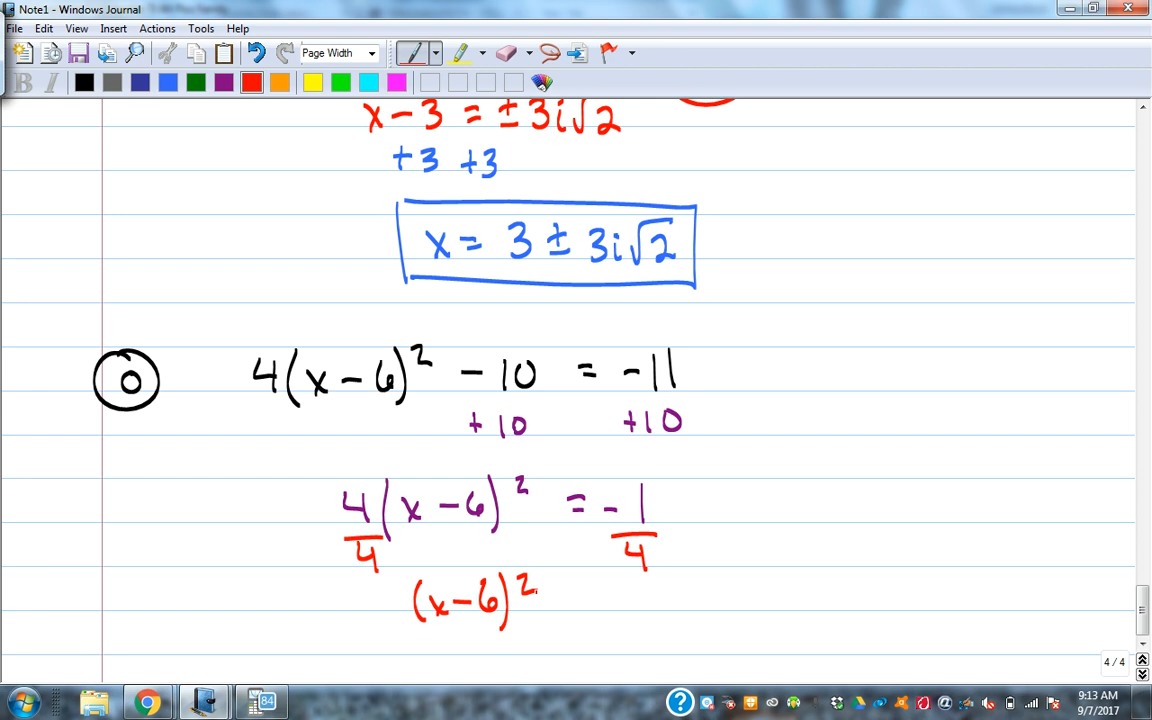 Note1 - Windows Journal
File Edit View Insert Actions Tools Help
Page Width
B I
x - 3 = ± 3i√2
+3 +3
x = 3 ± 3i√2
O 4(x - 6)² - 10 = -11
+10 +10
4(x - 6)² = -1
4 4
(x - 6)²
4 / 4
84
9:13 AM
9/7/2017